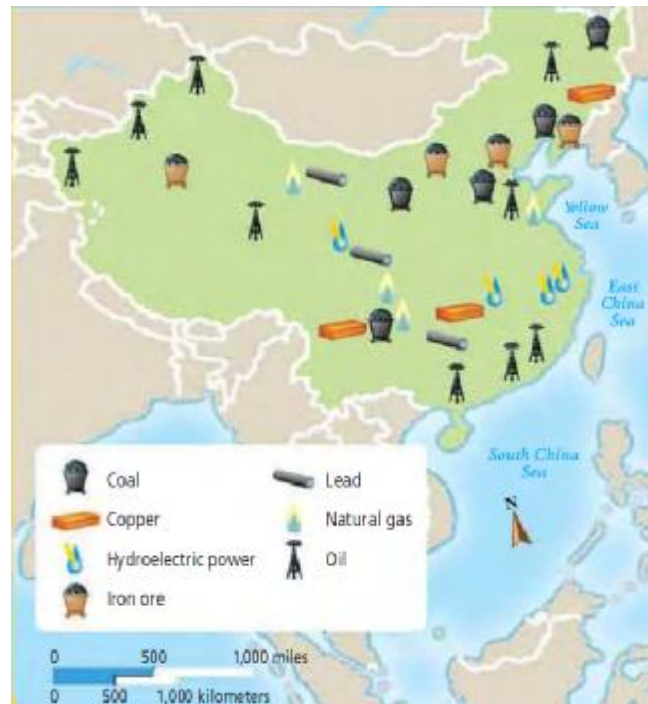 Yellow
Sea
East
China
Sea
South China
Sea
N
Coal
Lead
Copper
Natural gas
Hydroelectric power
Oil
Iron ore
0 500 1,000 miles
0 500 1,000 kilometers